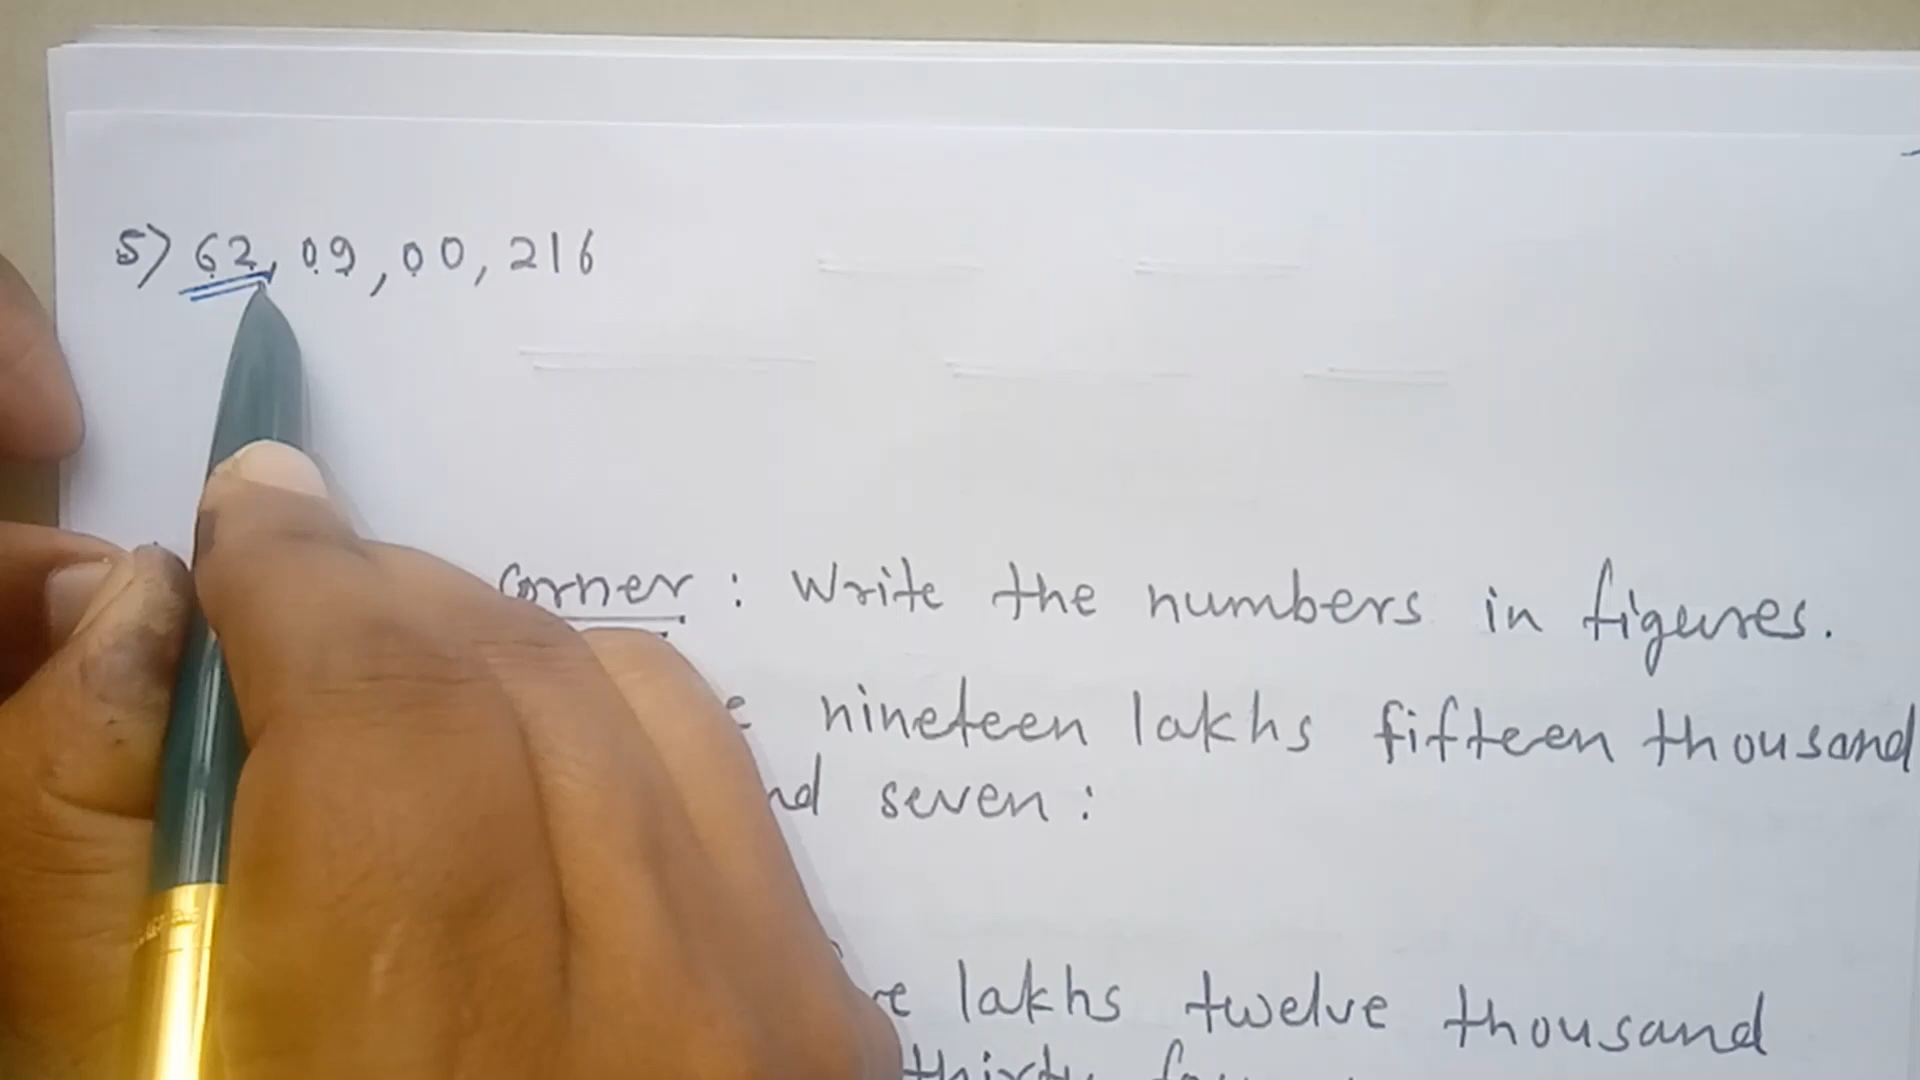 5) 62, 09, 00, 216
corner : Write the numbers in figures.
nineteen lakhs fifteen thousand
seven :
lakhs twelve thousand
thirty